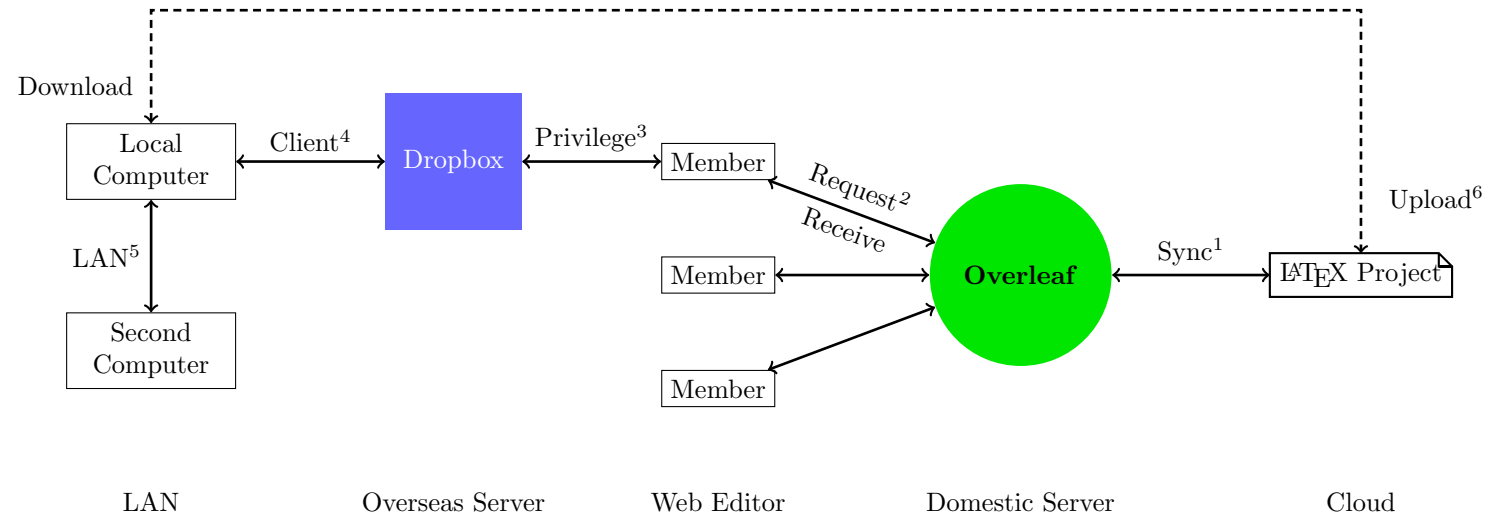 Download
Local
Computer
Client⁴
Dropbox
Privilege³
Member
Request²
Receive
Upload⁶
LAN⁵
Member
Overleaf
Sync¹
LATEX Project
Second
Computer
Member
LAN
Overseas Server
Web Editor
Domestic Server
Cloud